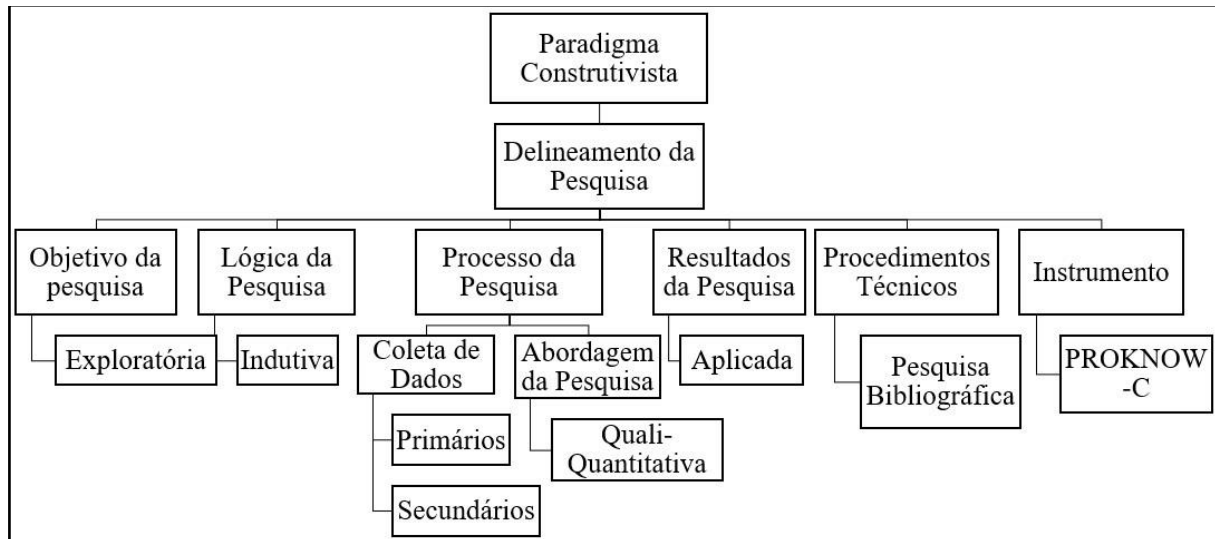 Paradigma
Construtivista
Delineamento da
Pesquisa
Objetivo da
pesquisa
Lógica da
Pesquisa
Processo da
Pesquisa
Resultados
da Pesquisa
Procedimentos
Técnicos
Instrumento
Exploratória
Indutiva
Coleta de
Dados
Abordagem
da Pesquisa
Aplicada
Pesquisa
Bibliográfica
PROKNOW
-C
Primários
Quali-
Quantitativa
Secundários